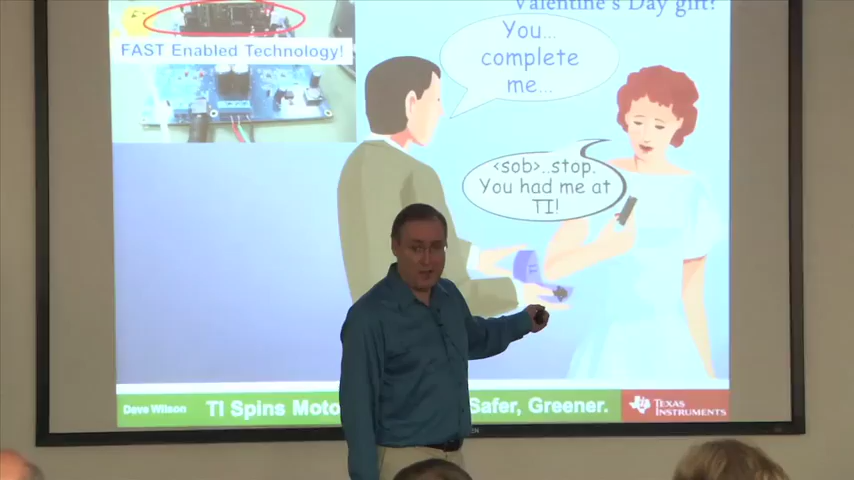 Valentine's Day gift?
FAST Enabled Technology!
You...
complete
me...
<sob>..stop.
You had me at
TI!
Dave Wilson
TI Spins Moto
Safer, Greener.
TEXAS
INSTRUMENTS